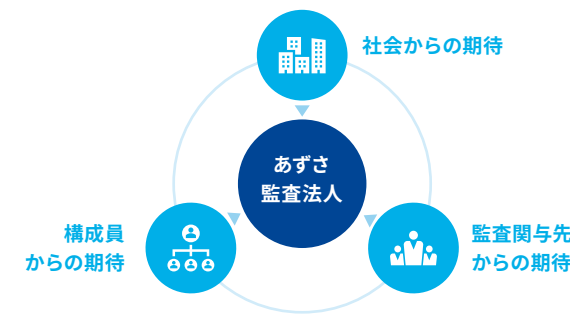 社会からの期待
あずさ
監査法人
構成員
からの期待
監査関与先
からの期待